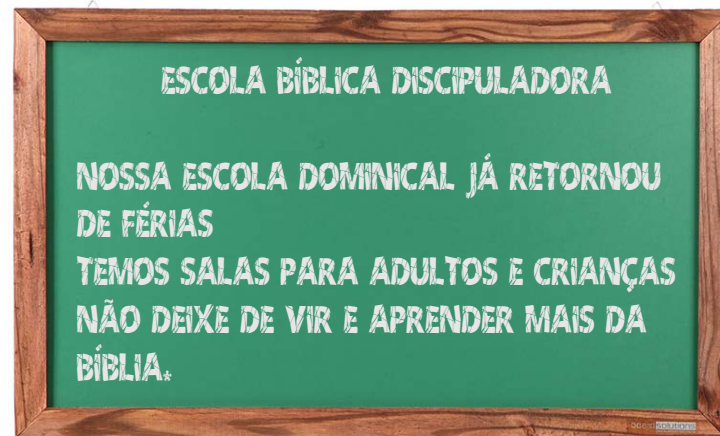 ESCOLA BÍBLICA DISCIPULADORA
NOSSA ESCOLA DOMINICAL JÁ RETORNOU
DE FÉRIAS
TEMOS SALAS PARA ADULTOS E CRIANÇAS
NÃO DEIXE DE VIR E APRENDER MAIS DA
BÍBLIA.
boardsolutions